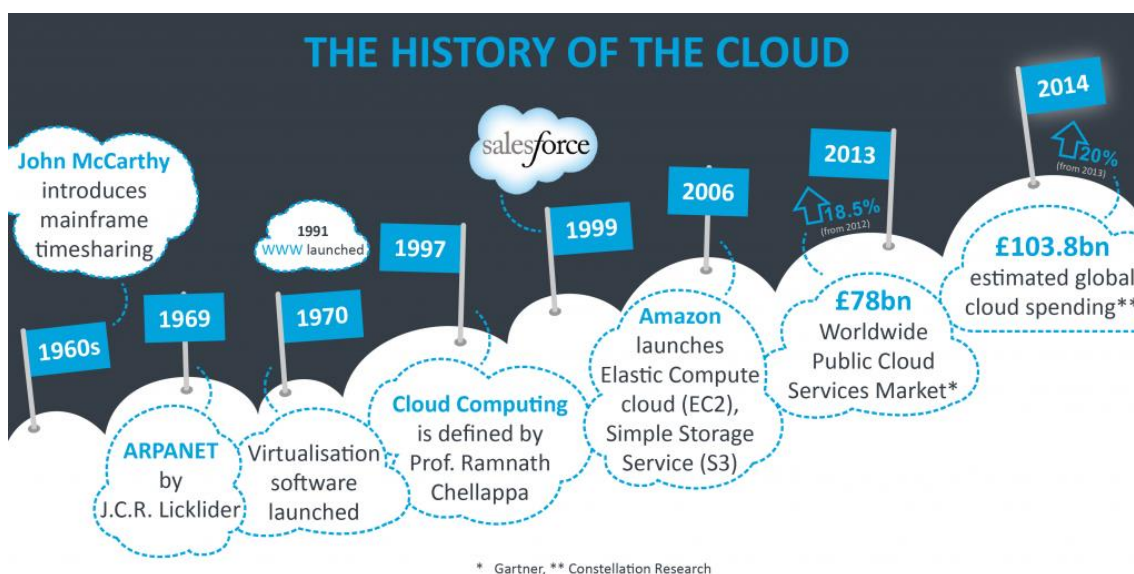 THE HISTORY OF THE CLOUD
John McCarthy
introduces
mainframe
timesharing
1960s
1969
ARPANET
by
J.C.R. Licklider
1970
Virtualisation
software
launched
1991
WWW launched
1997
Cloud Computing
is defined by
Prof. Ramnath
Chellappa
salesforce
1999
2006
Amazon
launches
Elastic Compute
cloud (EC2),
Simple Storage
Service (S3)
2013
18.5%
(from 2012)
£78bn
Worldwide
Public Cloud
Services Market*
2014
20%
(from 2013)
£103.8bn
estimated global
cloud spending**
* Gartner, ** Constellation Research